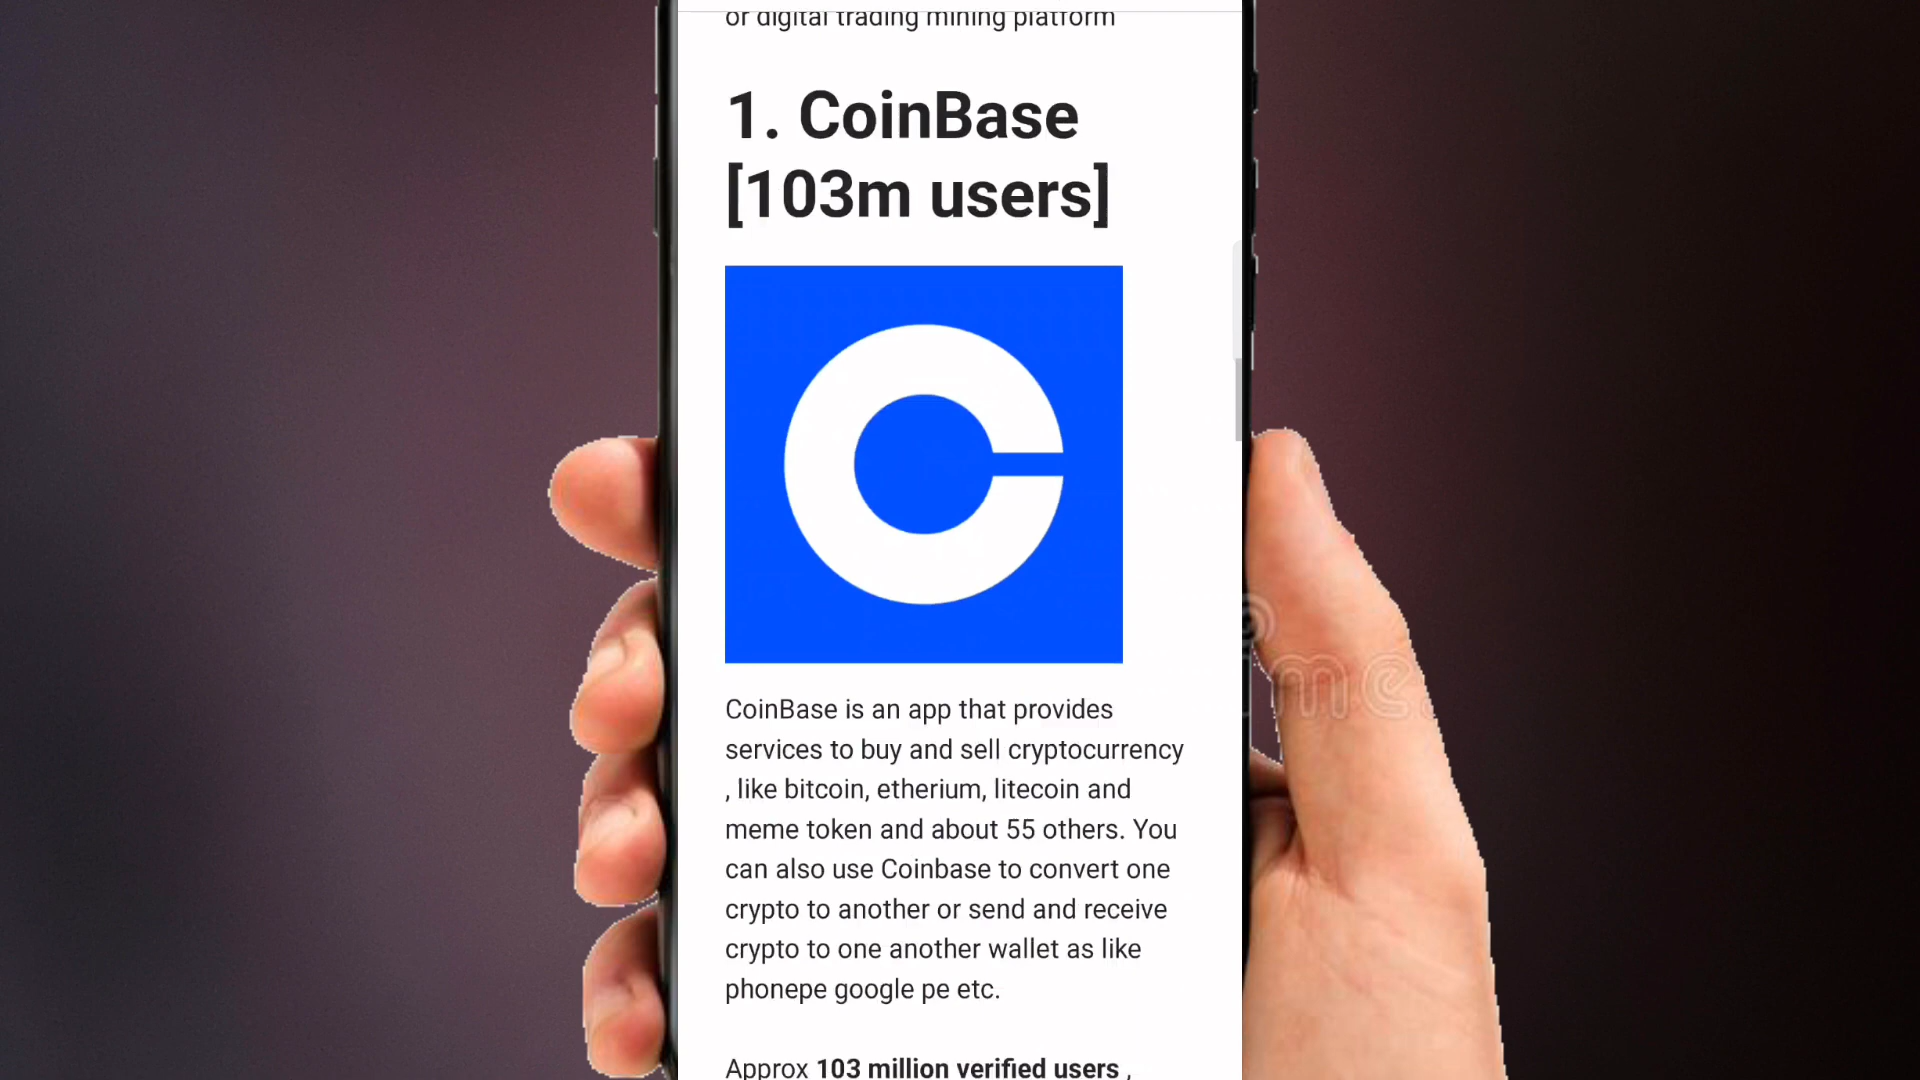 or digital trading mining platform
1. CoinBase
[103m users]
CoinBase is an app that provides
services to buy and sell cryptocurrency
, like bitcoin, etherium, litecoin and
meme token and about 55 others. You
can also use Coinbase to convert one
crypto to another or send and receive
crypto to one another wallet as like
phonepe google pe etc.
Approx 103 million verified users ,